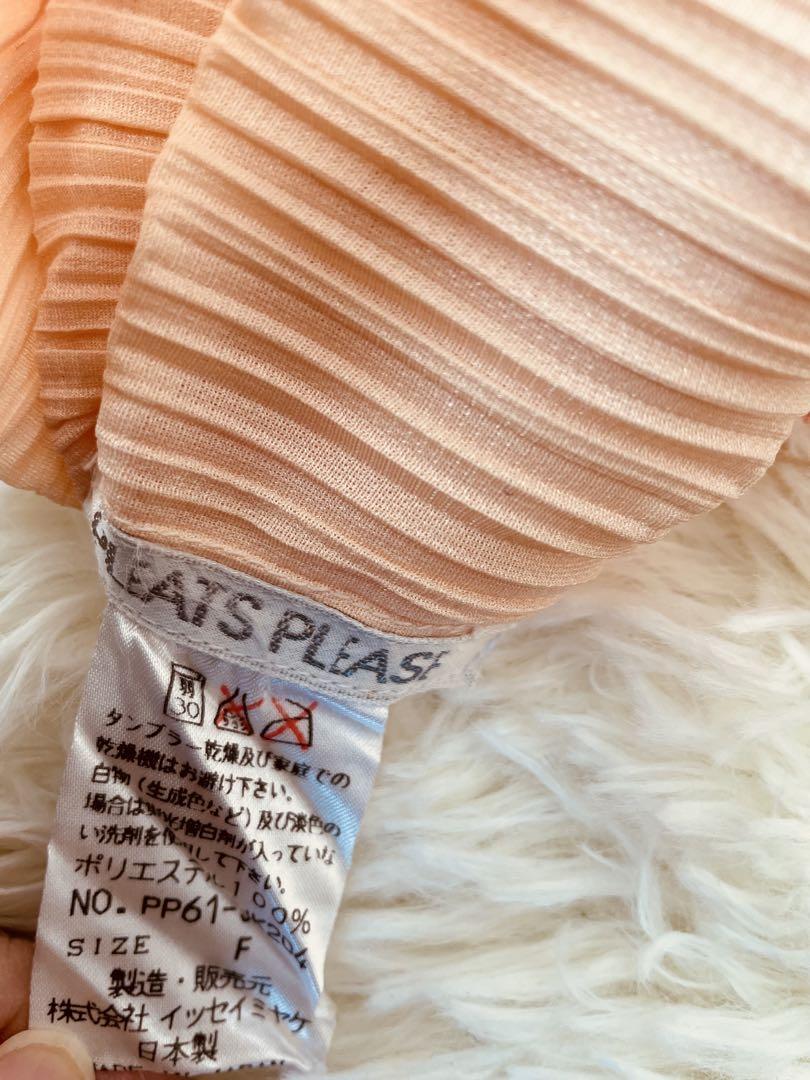 PLEATS PLEASE
弱
30
タンブラー乾燥及び家庭での
乾燥機はお避け下さい。
白物（生成色など）及び淡色の
場合は蛍光増白剤が入っていな
い洗剤を使用して下さい。
ポリエステル100%
NO. PP61-
SIZE F
製造・販売元
株式会社 イッセイミヤケ
日本製
MADE IN JAPAN